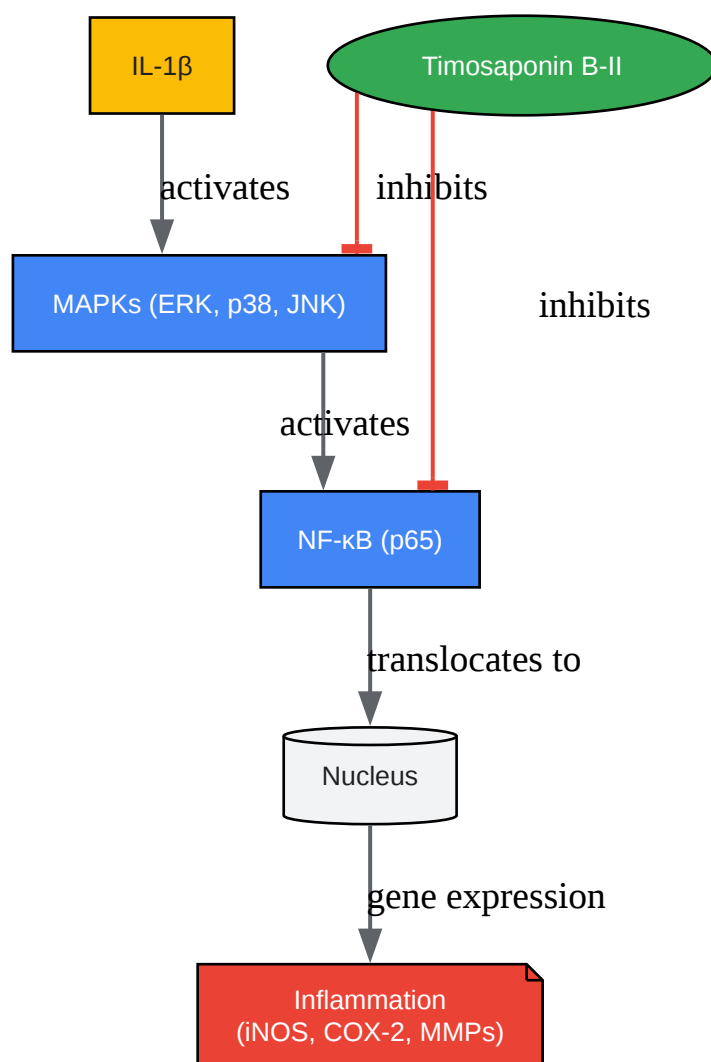 IL-1β
Timosaponin B-II
activates
inhibits
MAPKs (ERK, p38, JNK)
inhibits
activates
NF-κB (p65)
translocates to
Nucleus
gene expression
Inflammation
(iNOS, COX-2, MMPs)